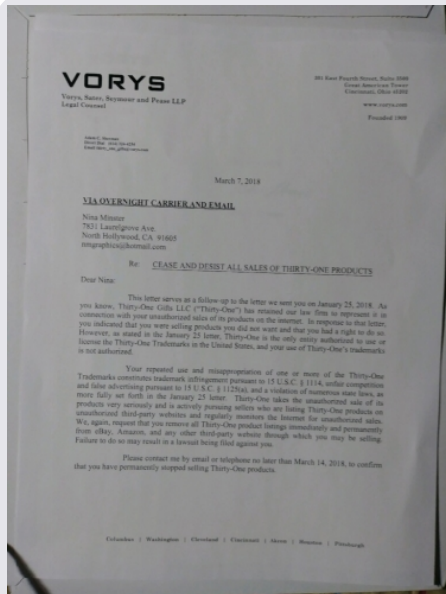 VORYS
Vorys, Sater, Seymour and Pease LLP
Legal Counsel
301 East Fourth Street, Suite 3500
Great American Tower
Cincinnati, Ohio 45202
www.vorys.com
Founded 1909
March 7, 2018
VIA OVERNIGHT CARRIER AND EMAIL
Nina Minster
7831 Laurelgrove Ave.
North Hollywood, CA 91605
nmgraphics@hotmail.com
Re: CEASE AND DESIST ALL SALES OF THIRTY-ONE PRODUCTS
Dear Nina:
This letter serves as a follow up to the letter we sent you on January 25, 2018. As
you know, Thirty-One Gifts LLC ("Thirty-One") has retained our law firm to represent it in
connection with your unauthorized sales of its products on the internet. In response to that letter,
you indicated that you were selling products you did not want and that you had a right to do so.
However, as stated in the January 25 letter, Thirty-One is the only entity authorized to use or
license the Thirty-One Trademarks in the United States, and your use of Thirty-One's trademarks
is not authorized.
Your repeated use and misappropriation of one or more of the Thirty-One
Trademarks constitutes trademark infringement pursuant to 15 U.S.C. § 1114, unfair competition
and false advertising pursuant to 15 U.S.C. § 1125(a), and a violation of numerous state laws, as
more fully set forth in the January 25 letter. Thirty-One takes the unauthorized sale of its
products very seriously and is actively pursuing sellers who are listing Thirty-One products on
unauthorized third-party websites and regularly monitors the Internet for unauthorized sales.
We, again, request that you remove all Thirty-One product listings immediately and permanently
from eBay, Amazon, and any other third-party website through which you may be selling.
Failure to do so may result in a lawsuit being filed against you.
Please contact me by email or telephone no later than March 14, 2018, to confirm
that you have permanently stopped selling Thirty-One products.
Columbus | Washington | Cleveland | Cincinnati | Akron | Houston | Pittsburgh